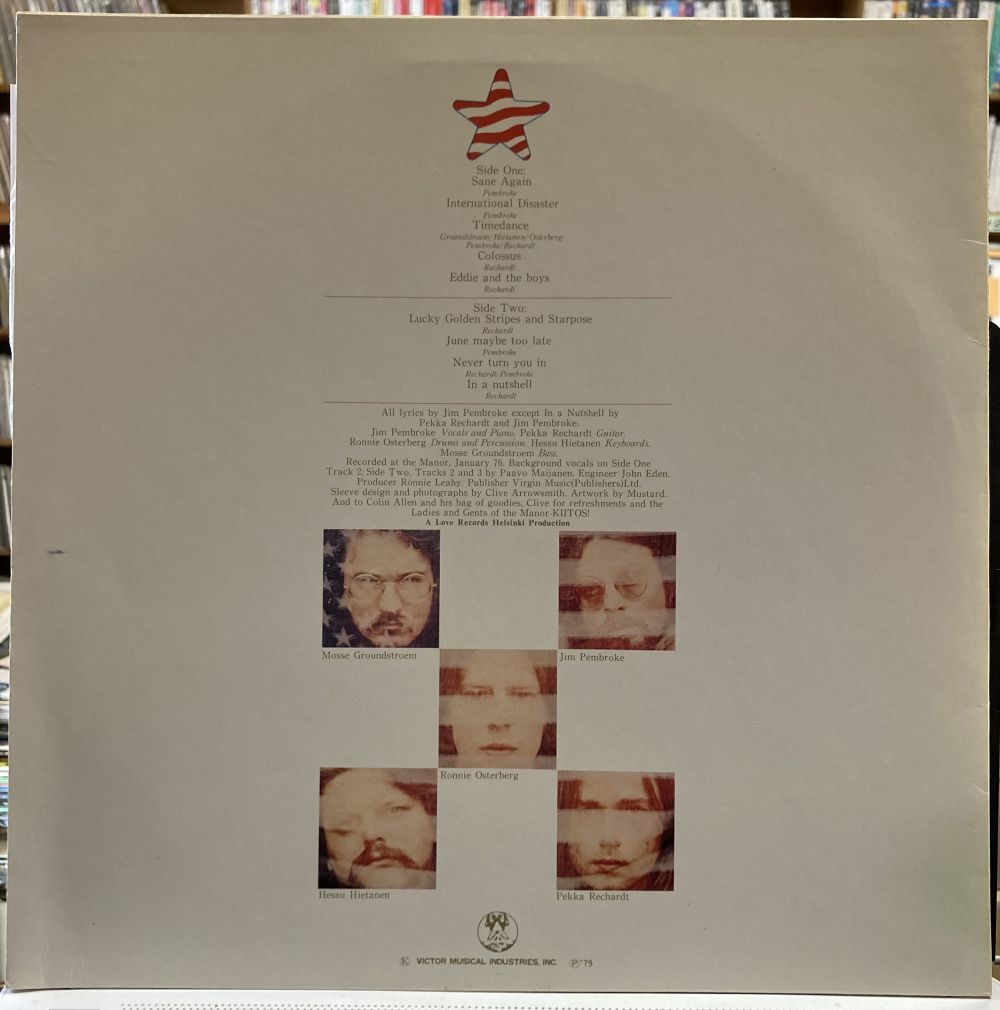 Side One:
Sane Again
Pembroke
International Disaster
Pembroke
Timedance
Groundstroem/Hietanen/Osterberg/
Pembroke/Rechardt
Colossus
Rechardt
Eddie and the boys
Rechardt
Side Two:
Lucky Golden Stripes and Starpose
Rechardt
June maybe too late
Pembroke
Never turn you in
Rechardt/Pembroke
In a nutshell
Rechardt
All lyrics by Jim Pembroke except In a Nutshell by
Pekka Rechardt and Jim Pembroke.
Jim Pembroke Vocals and Piano. Pekka Rechardt Guitar.
Ronnie Osterberg Drums and Percussion. Hessu Hietanen Keyboards.
Mosse Groundstroem Bass.
Recorded at the Manor, January 76. Background vocals on Side One
Track 2; Side Two, Tracks 2 and 3 by Paavo Maijanen. Engineer John Eden.
Producer Ronnie Leahy. Publisher Virgin Music(Publishers)Ltd.
Sleeve design and photographs by Clive Arrowsmith. Artwork by Mustard.
And to Colin Allen and his bag of goodies, Clive for refreshments and the
Ladies and Gents of the Manor-KIITOS!
A Love Records Helsinki Production
Mosse Groundstroem
Jim Pembroke
Ronnie Osterberg
Hessu Hietanen
Pekka Rechardt
Ⓚ VICTOR MUSICAL INDUSTRIES, INC. Ⓟ'79